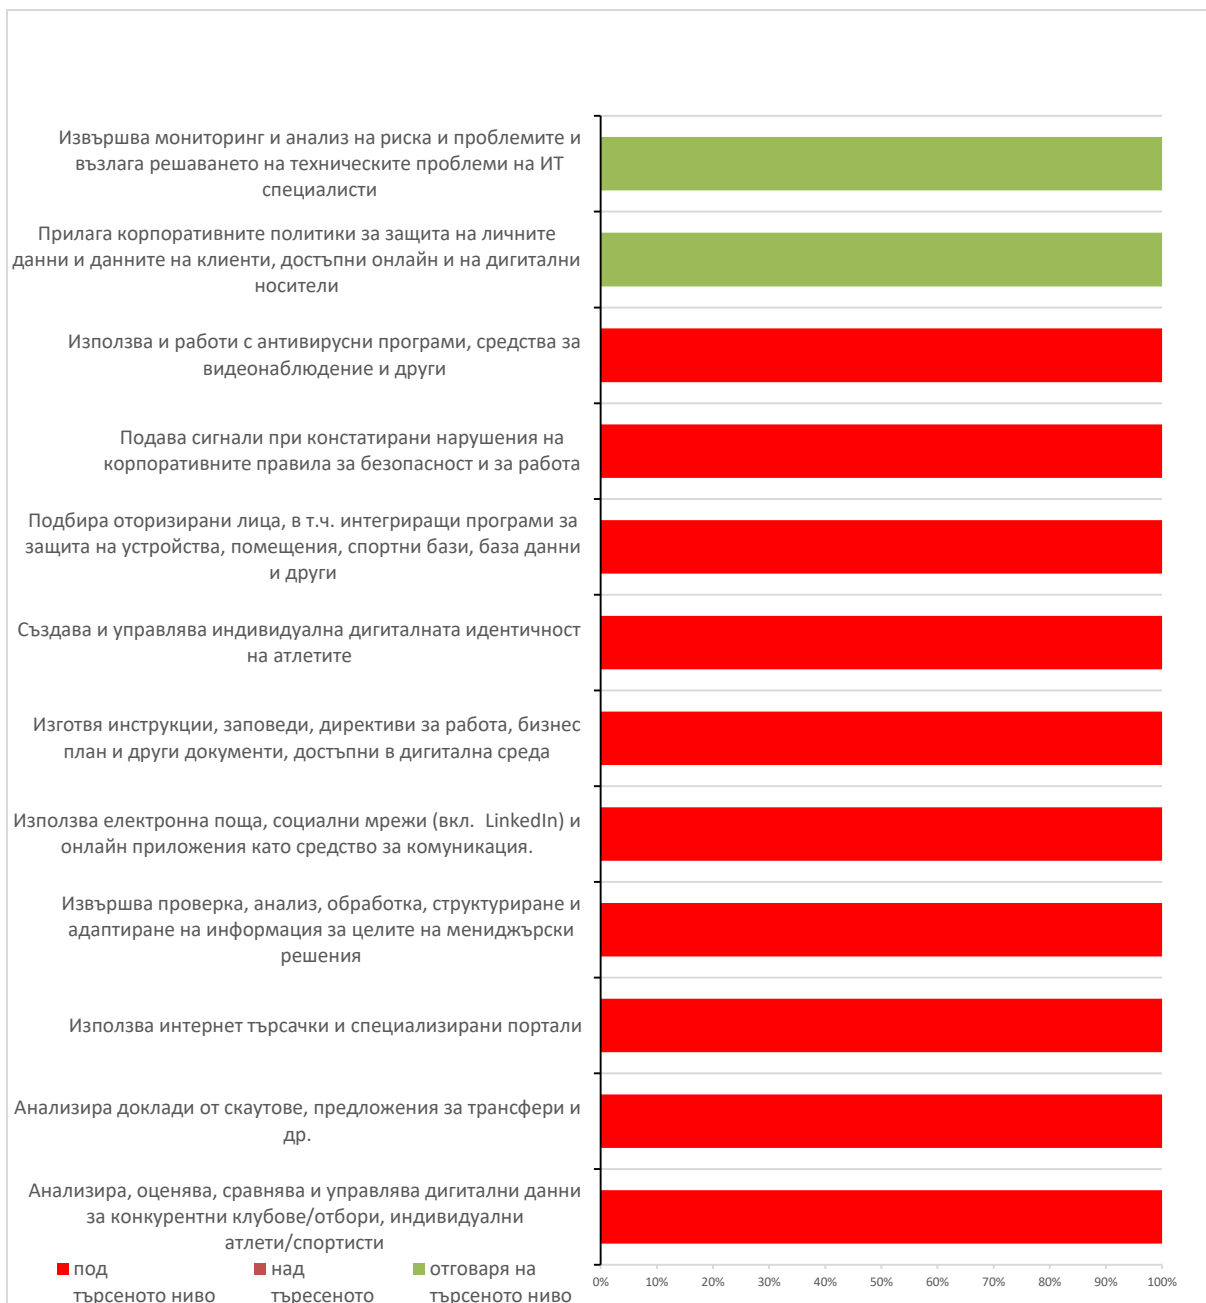 Извършва мониторинг и анализ на риска и проблемите и
възлага решаването на техническите проблеми на ИТ
специалисти
Прилага корпоративните политики за защита на личните
данни и данните на клиенти, достъпни онлайн и на дигитални
носители
Използва и работи с антивирусни програми, средства за
видеонаблюдение и други
Подава сигнали при констатирани нарушения на
корпоративните правила за безопасност и за работа
Подбира оторизирани лица, в т.ч. интегриращи програми за
защита на устройства, помещения, спортни бази, база данни
и други
Създава и управлява индивидуална дигиталната идентичност
на атлетите
Изготвя инструкции, заповеди, директиви за работа, бизнес
план и други документи, достъпни в дигитална среда
Използва електронна поща, социални мрежи (вкл. LinkedIn) и
онлайн приложения като средство за комуникация.
Извършва проверка, анализ, обработка, структуриране и
адаптиране на информация за целите на мениджърски
решения
Използва интернет търсачки и специализирани портали
Анализира доклади от скаутове, предложения за трансфери и
др.
Анализира, оценява, сравнява и управлява дигитални данни
за конкурентни клубове/отбори, индивидуални
атлети/спортисти
под
търсеното ниво
над
търесеното
отговаря на
търсеното ниво
0% 10% 20% 30% 40% 50% 60% 70% 80% 90% 100%